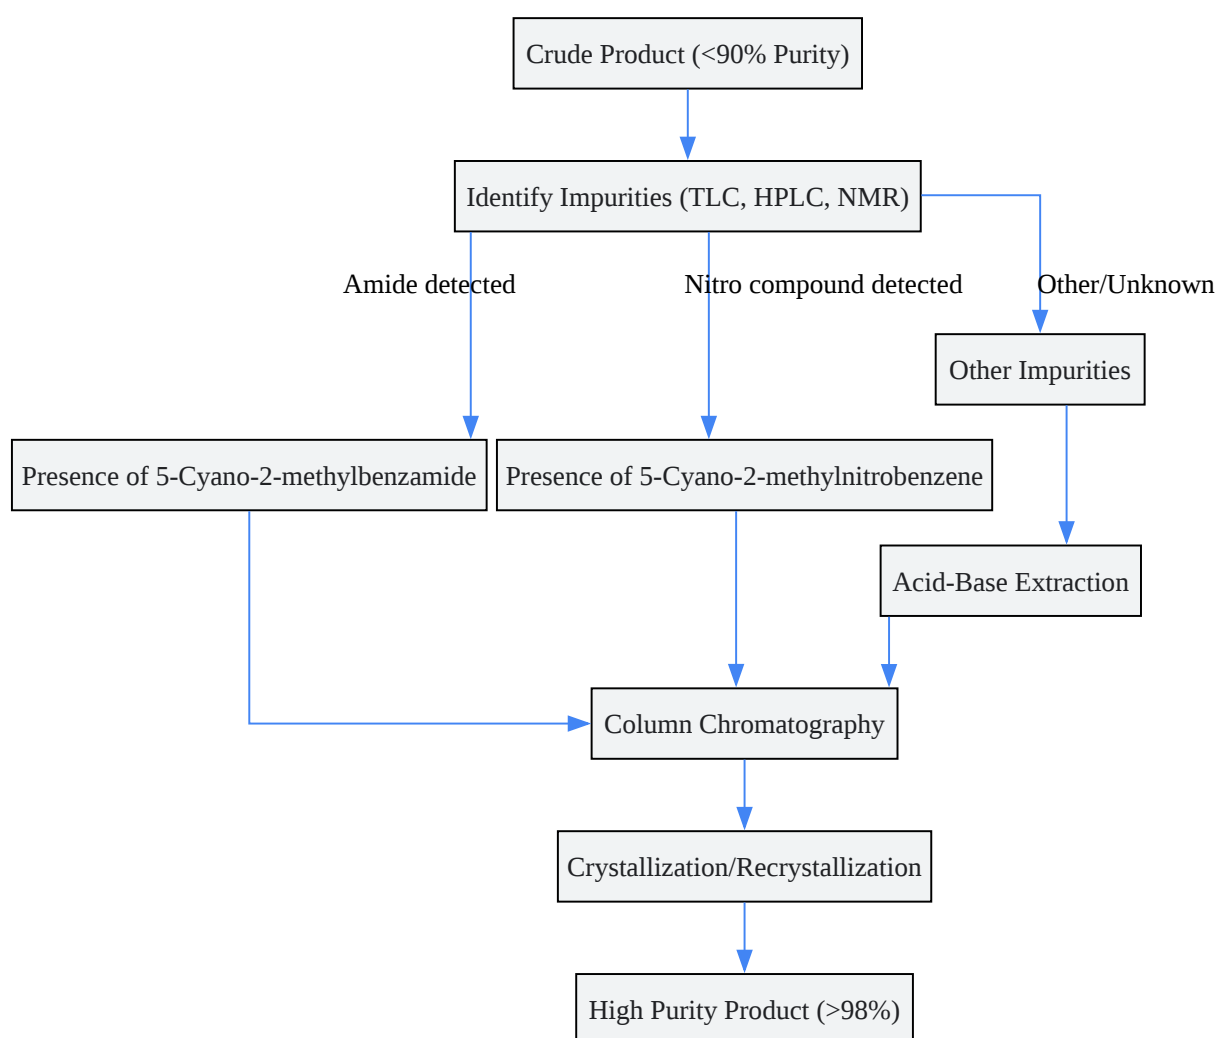 Crude Product (<90% Purity)
Identify Impurities (TLC, HPLC, NMR)
Amide detected
Nitro compound detected
Other/Unknown
Other Impurities
Presence of 5-Cyano-2-methylbenzamide
Presence of 5-Cyano-2-methylnitrobenzene
Acid-Base Extraction
Column Chromatography
Crystallization/Recrystallization
High Purity Product (>98%)